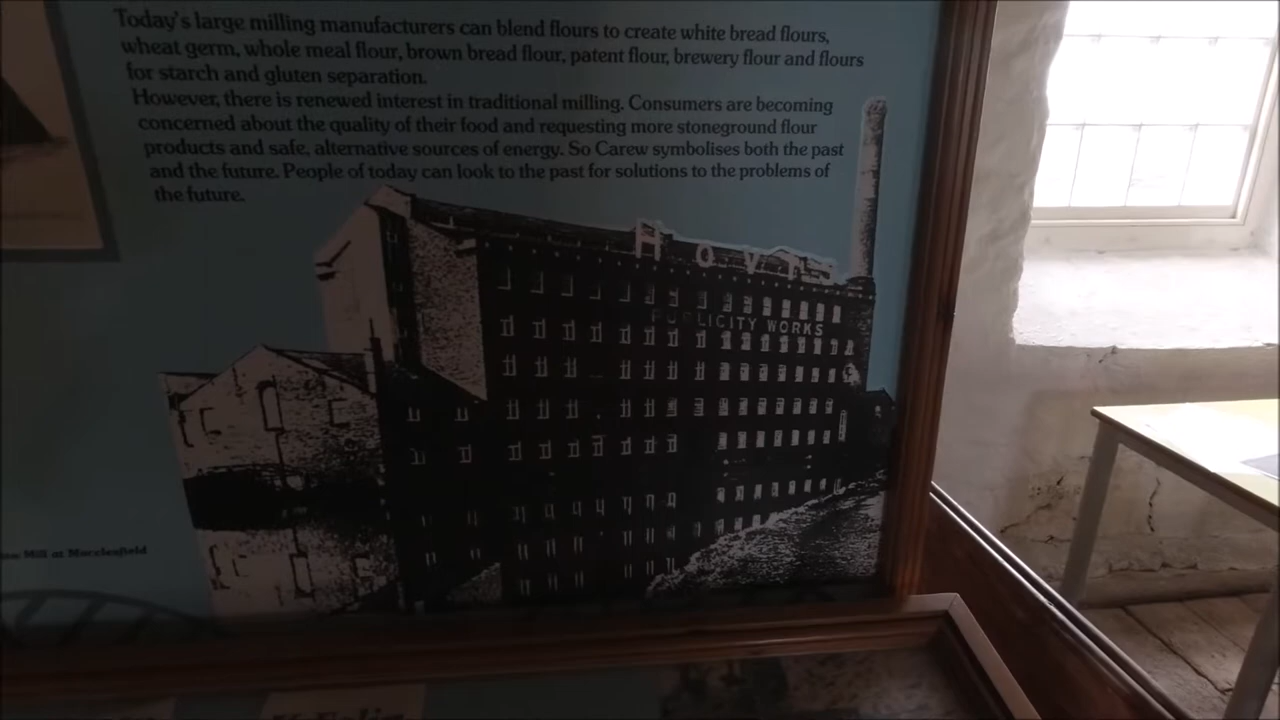 Today's large milling manufacturers can blend flours to create white bread flours,
wheat germ, whole meal flour, brown bread flour, patent flour, brewery flour and flours
for starch and gluten separation.
However, there is renewed interest in traditional milling. Consumers are becoming
concerned about the quality of their food and requesting more stoneground flour
products and safe, alternative sources of energy. So Carew symbolises both the past
and the future. People of today can look to the past for solutions to the problems of
the future.
HOVIS
PUBLICITY WORKS
Mill at Macclesfield